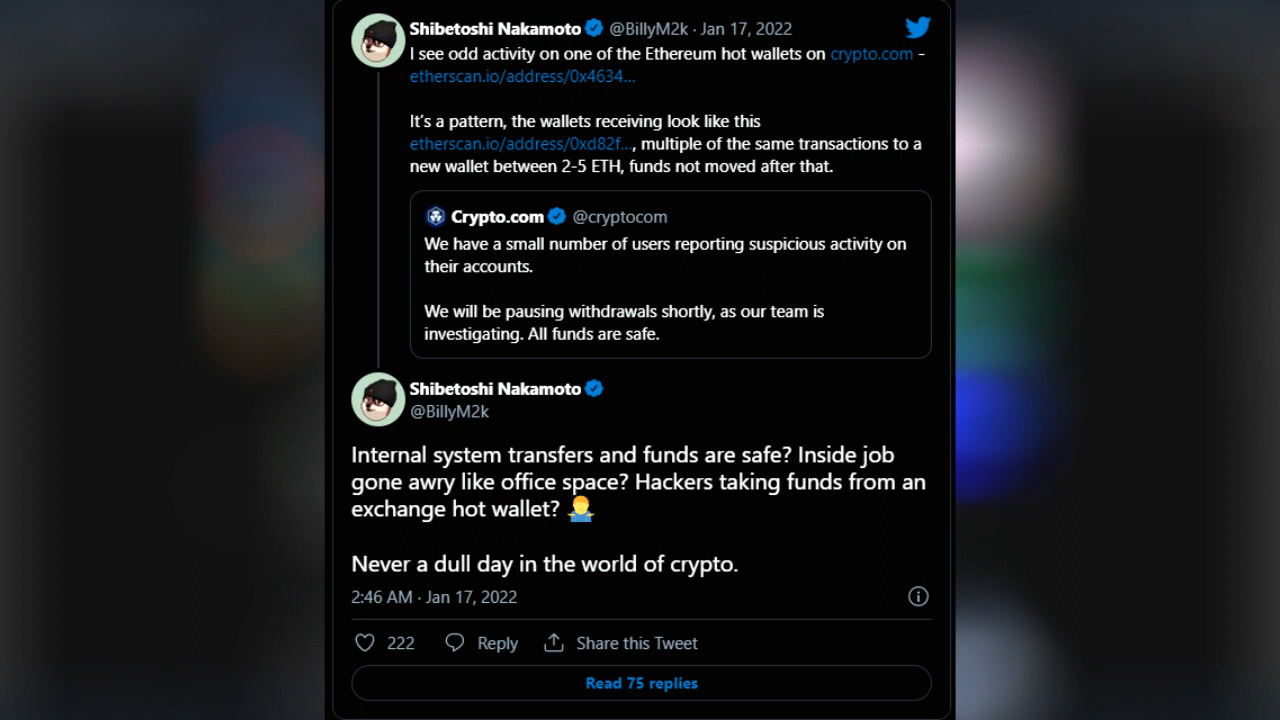 Shibetoshi Nakamoto @BillyM2k · Jan 17, 2022
I see odd activity on one of the Ethereum hot wallets on crypto.com -
etherscan.io/address/0x4634...
It's a pattern, the wallets receiving look like this
etherscan.io/address/0xd82f..., multiple of the same transactions to a
new wallet between 2-5 ETH, funds not moved after that.
Crypto.com @cryptocom
We have a small number of users reporting suspicious activity on
their accounts.
We will be pausing withdrawals shortly, as our team is
investigating. All funds are safe.
Shibetoshi Nakamoto
@BillyM2k
Internal system transfers and funds are safe? Inside job
gone awry like office space? Hackers taking funds from an
exchange hot wallet? 🤷‍♂️
Never a dull day in the world of crypto.
2:46 AM · Jan 17, 2022
222 Reply Share this Tweet
Read 75 replies